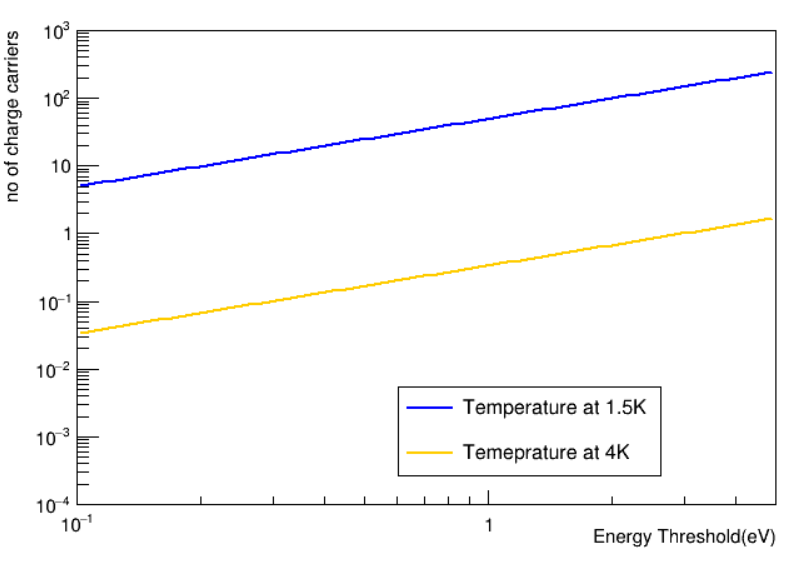 no of charge carriers
10³
10²
10
1
10⁻¹
10⁻²
10⁻³
10⁻⁴
Temperature at 1.5K
Temeprature at 4K
10⁻¹ 1
Energy Threshold(eV)